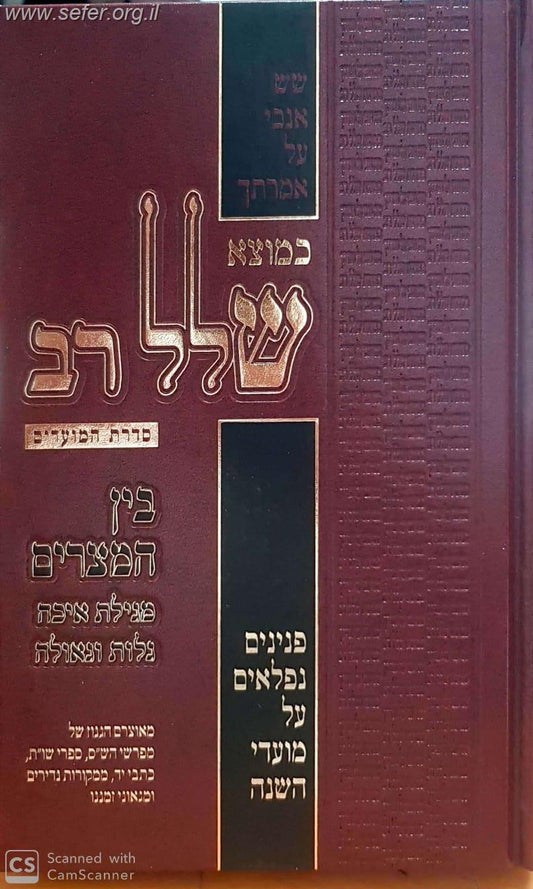 www.sefer.org.il
שש
אנכי
על
אמרתך
כמוצא
שלל רב
סדרת המועדים
בין
המצרים
מגילת איכה
גלות וגאולה
פנינים
נפלאים
על
מועדי
השנה
מאוצרם הגנוז של
מפרשי הש"ס, ספרי שו"ת,
כתבי יד, ממקורות נדירים
ומגאוני זמננו
CS Scanned with
CamScanner